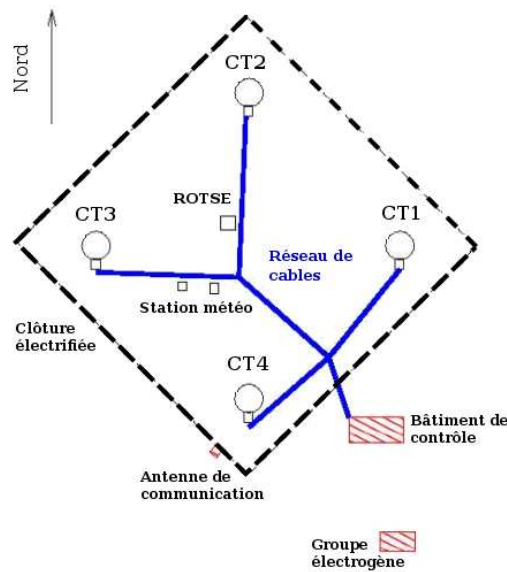 Nord
CT2
ROTSE
CT3
CT1
Réseau de
cables
Station météo
Clôture
électrifiée
CT4
Bâtiment de
contrôle
Antenne de
communication
Groupe
électrogène